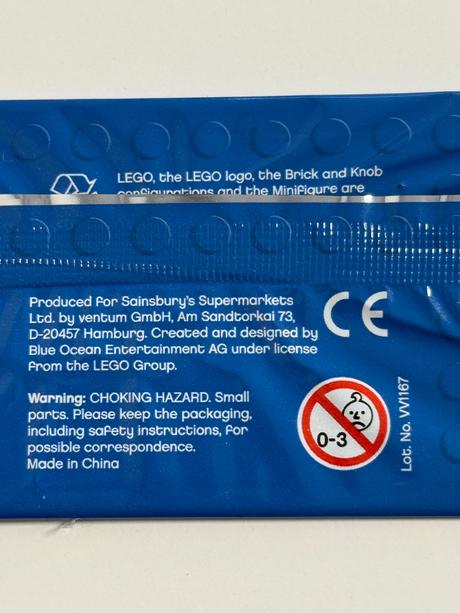 LEGO, the LEGO logo, the Brick and Knob
configurations and the Minifigure are
Produced for Sainsbury's Supermarkets
Ltd. by ventum GmbH, Am Sandtorkai 73,
D-20457 Hamburg. Created and designed by
Blue Ocean Entertainment AG under license
from the LEGO Group.
CE
Warning: CHOKING HAZARD. Small
parts. Please keep the packaging,
including safety instructions, for
possible correspondence.
Made in China
0-3
Lot. No. VV1167